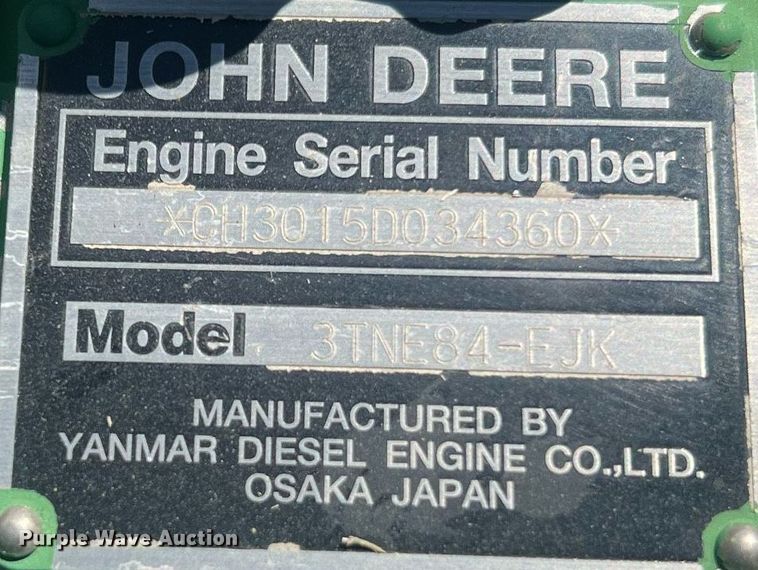 JOHN DEERE
Engine Serial Number
*CH3015D034360*
Model 3TNE84-EJK
MANUFACTURED BY
YANMAR DIESEL ENGINE CO.,LTD.
OSAKA JAPAN
Purple Wave Auction